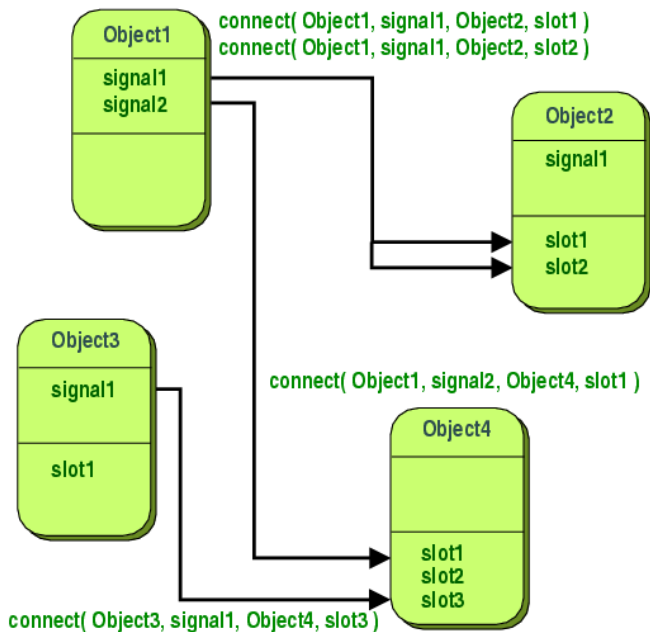 connect( Object1, signal1, Object2, slot1 )
connect( Object1, signal1, Object2, slot2 )
Object1
signal1
signal2
Object2
signal1
slot1
slot2
Object3
signal1
slot1
connect( Object1, signal2, Object4, slot1 )
Object4
slot1
slot2
slot3
connect( Object3, signal1, Object4, slot3 )